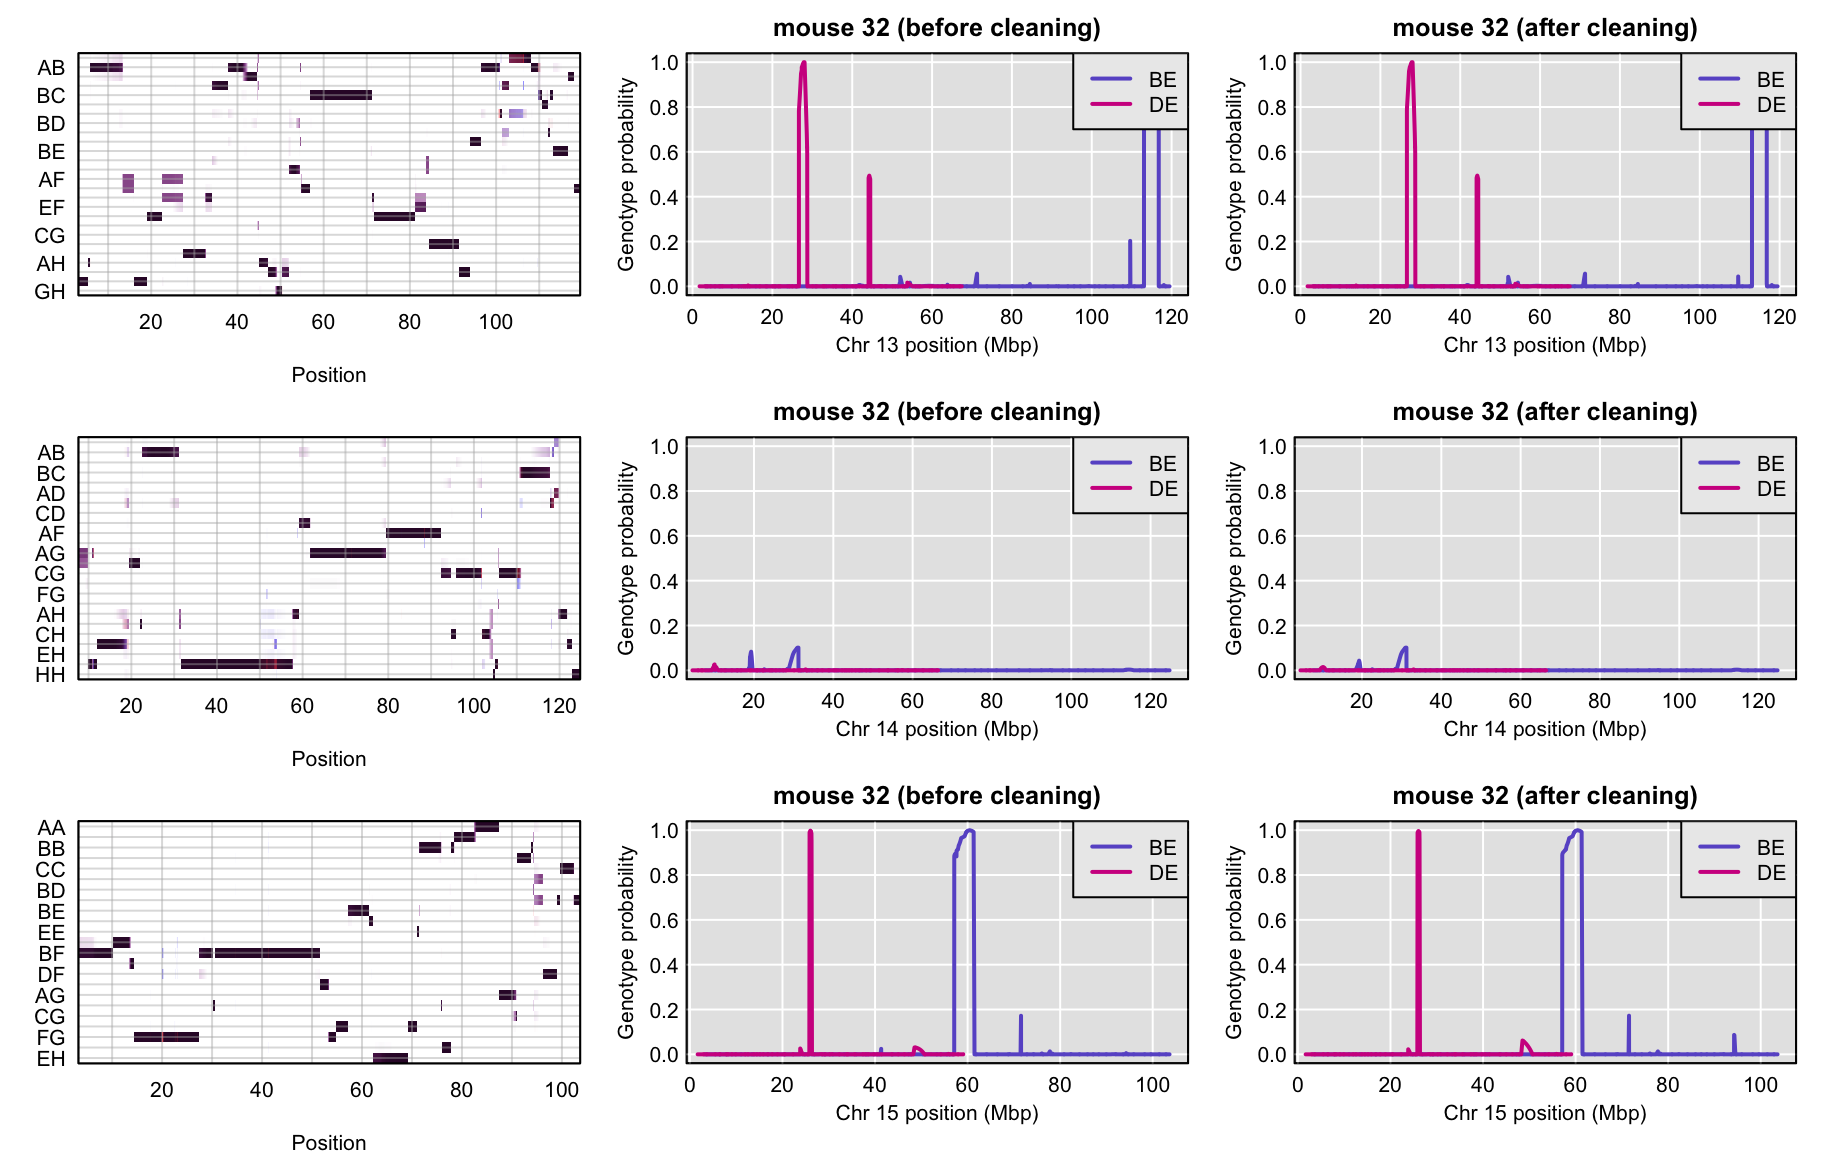 mouse 32 (before cleaning)
mouse 32 (after cleaning)
AB
BC
BD
BE
AF
EF
CG
AH
GH
20 40 60 80 100
Position
Genotype probability
1.0
0.8
0.6
0.4
0.2
0.0
BE
DE
0 20 40 60 80 100 120
Chr 13 position (Mbp)
Genotype probability
1.0
0.8
0.6
0.4
0.2
0.0
BE
DE
0 20 40 60 80 100 120
Chr 13 position (Mbp)
mouse 32 (before cleaning)
mouse 32 (after cleaning)
AB
BC
AD
CD
AF
AG
CG
FG
AH
CH
EH
HH
20 40 60 80 100 120
Position
Genotype probability
1.0
0.8
0.6
0.4
0.2
0.0
BE
DE
20 40 60 80 100 120
Chr 14 position (Mbp)
Genotype probability
1.0
0.8
0.6
0.4
0.2
0.0
BE
DE
20 40 60 80 100 120
Chr 14 position (Mbp)
mouse 32 (before cleaning)
mouse 32 (after cleaning)
AA
BB
CC
BD
BE
EE
BF
DF
AG
CG
FG
EH
20 40 60 80 100
Position
Genotype probability
1.0
0.8
0.6
0.4
0.2
0.0
BE
DE
0 20 40 60 80 100
Chr 15 position (Mbp)
Genotype probability
1.0
0.8
0.6
0.4
0.2
0.0
BE
DE
0 20 40 60 80 100
Chr 15 position (Mbp)